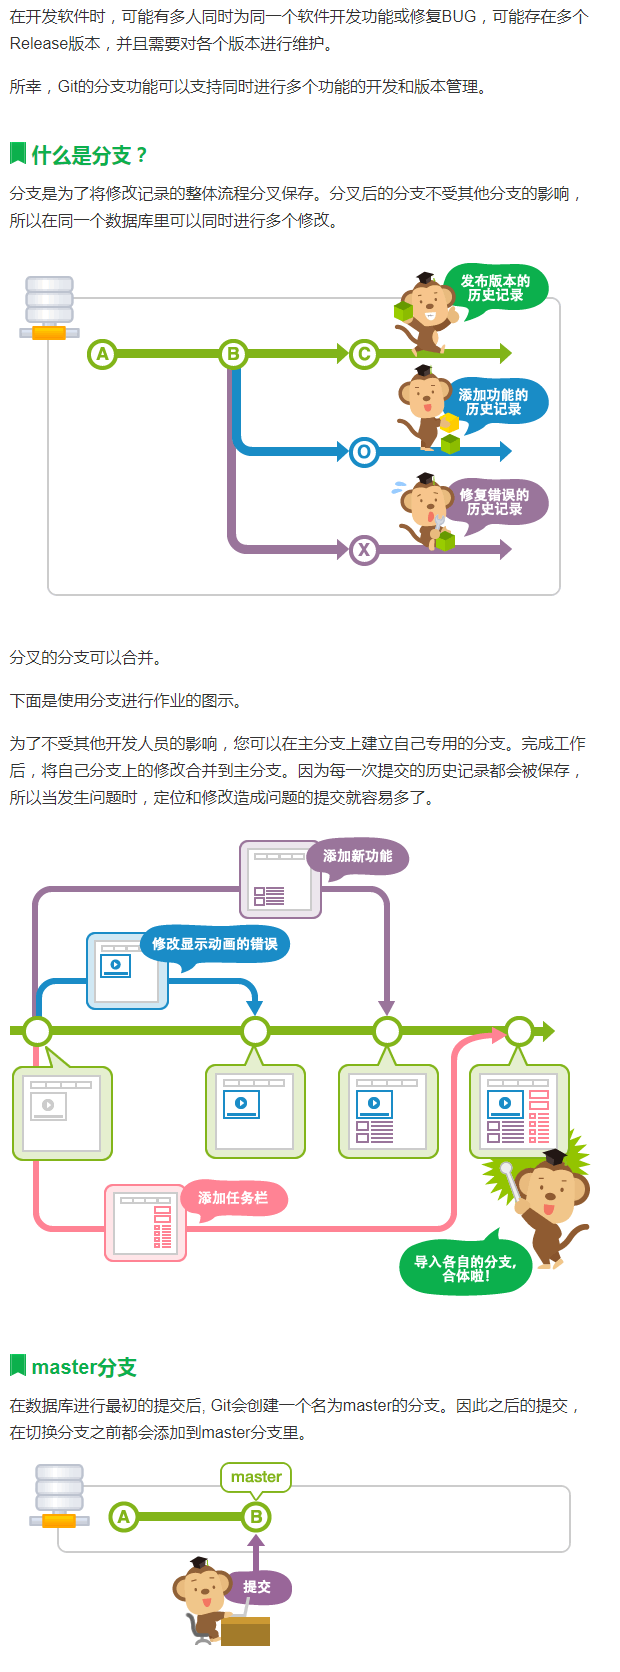 在开发软件时，可能有多人同时为同一个软件开发功能或修复BUG，可能存在多个
Release版本，并且需要对各个版本进行维护。
所幸，Git的分支功能可以支持同时进行多个功能的开发和版本管理。
什么是分支？
分支是为了将修改记录的整体流程分叉保存。分叉后的分支不受其他分支的影响，
所以在同一个数据库里可以同时进行多个修改。
发布版本的
历史记录
A
B
C
添加功能的
历史记录
O
修复错误的
历史记录
X
分叉的分支可以合并。
下面是使用分支进行作业的图示。
为了不受其他开发人员的影响，您可以在主分支上建立自己专用的分支。完成工作
后，将自己分支上的修改合并到主分支。因为每一次提交的历史记录都会被保存，
所以当发生问题时，定位和修改造成问题的提交就容易多了。
添加新功能
修改显示动画的错误
添加任务栏
导入各自的分支,
合体啦!
master分支
在数据库进行最初的提交后, Git会创建一个名为master的分支。因此之后的提交，
在切换分支之前都会添加到master分支里。
master
A
B
提交